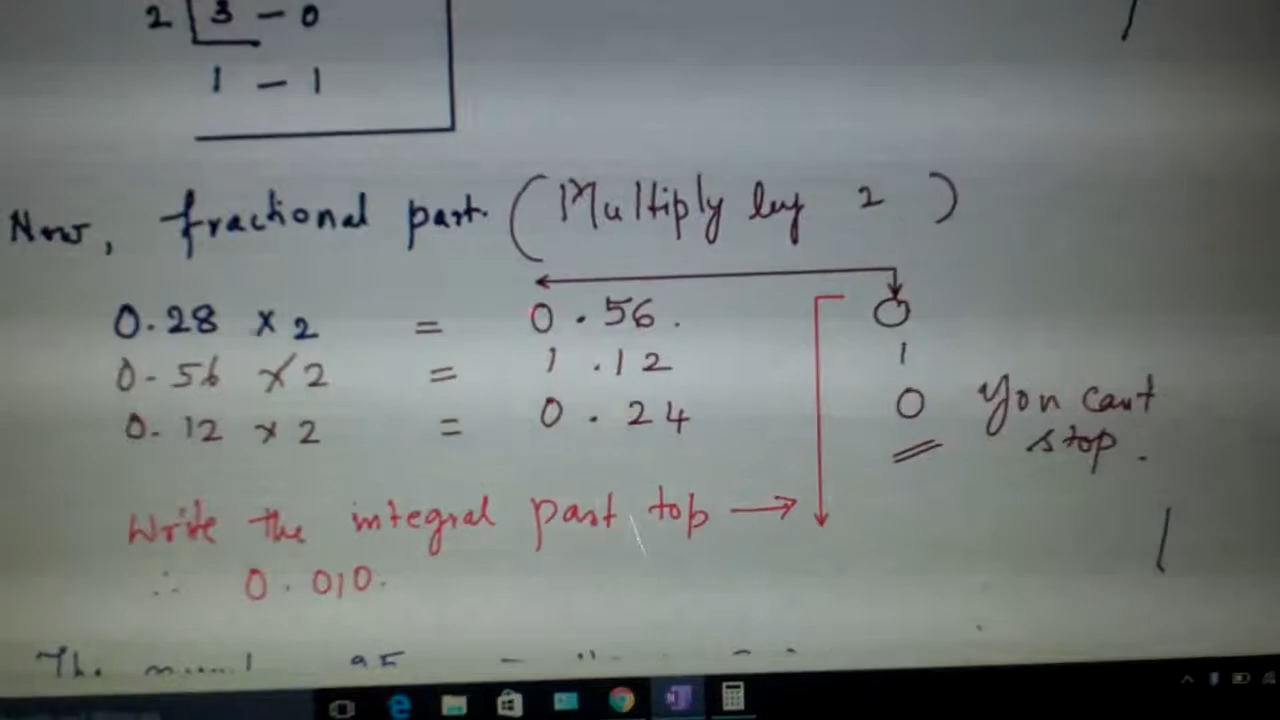 2 3 - 0
1 - 1
Now, fractional part. (Multiply by 2)
0.28 × 2 = 0.56. 0
0.56 × 2 = 1.12 1
0.12 × 2 = 0.24 0 You cant
stop.
Write the integral part top →
∴ 0.010.